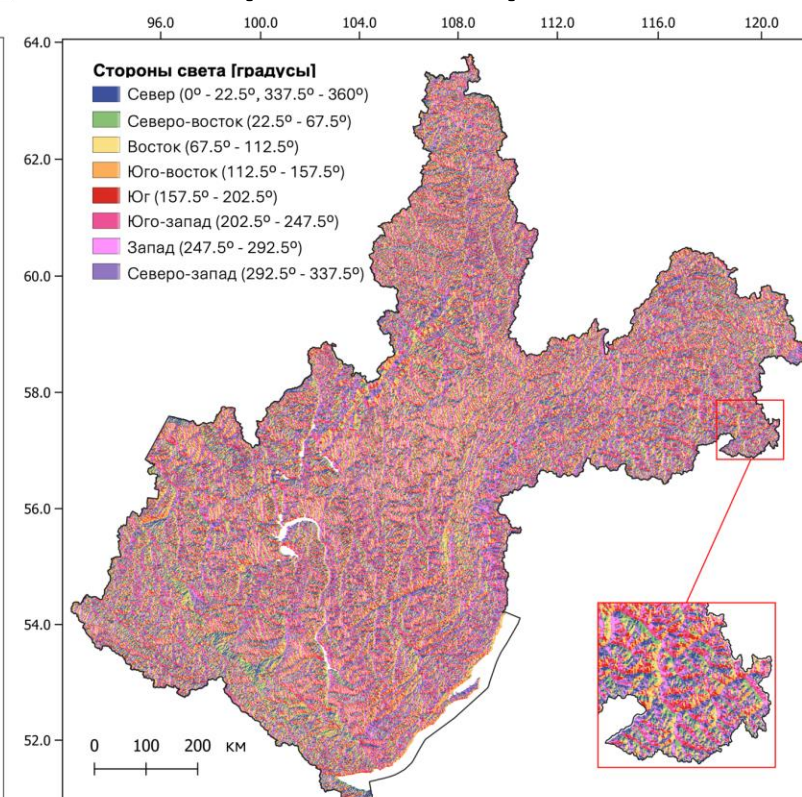 96.0 100.0 104.0 108.0 112.0 116.0 120.0
64.0
Стороны света [градусы]
Север (0º - 22.5º, 337.5º - 360º)
Северо-восток (22.5º - 67.5º)
62.0
Восток (67.5º - 112.5º)
Юго-восток (112.5º - 157.5º)
Юг (157.5º - 202.5º)
Юго-запад (202.5º - 247.5º)
Запад (247.5º - 292.5º)
60.0
Северо-запад (292.5º - 337.5º)
58.0
56.0
54.0
52.0
0 100 200 км